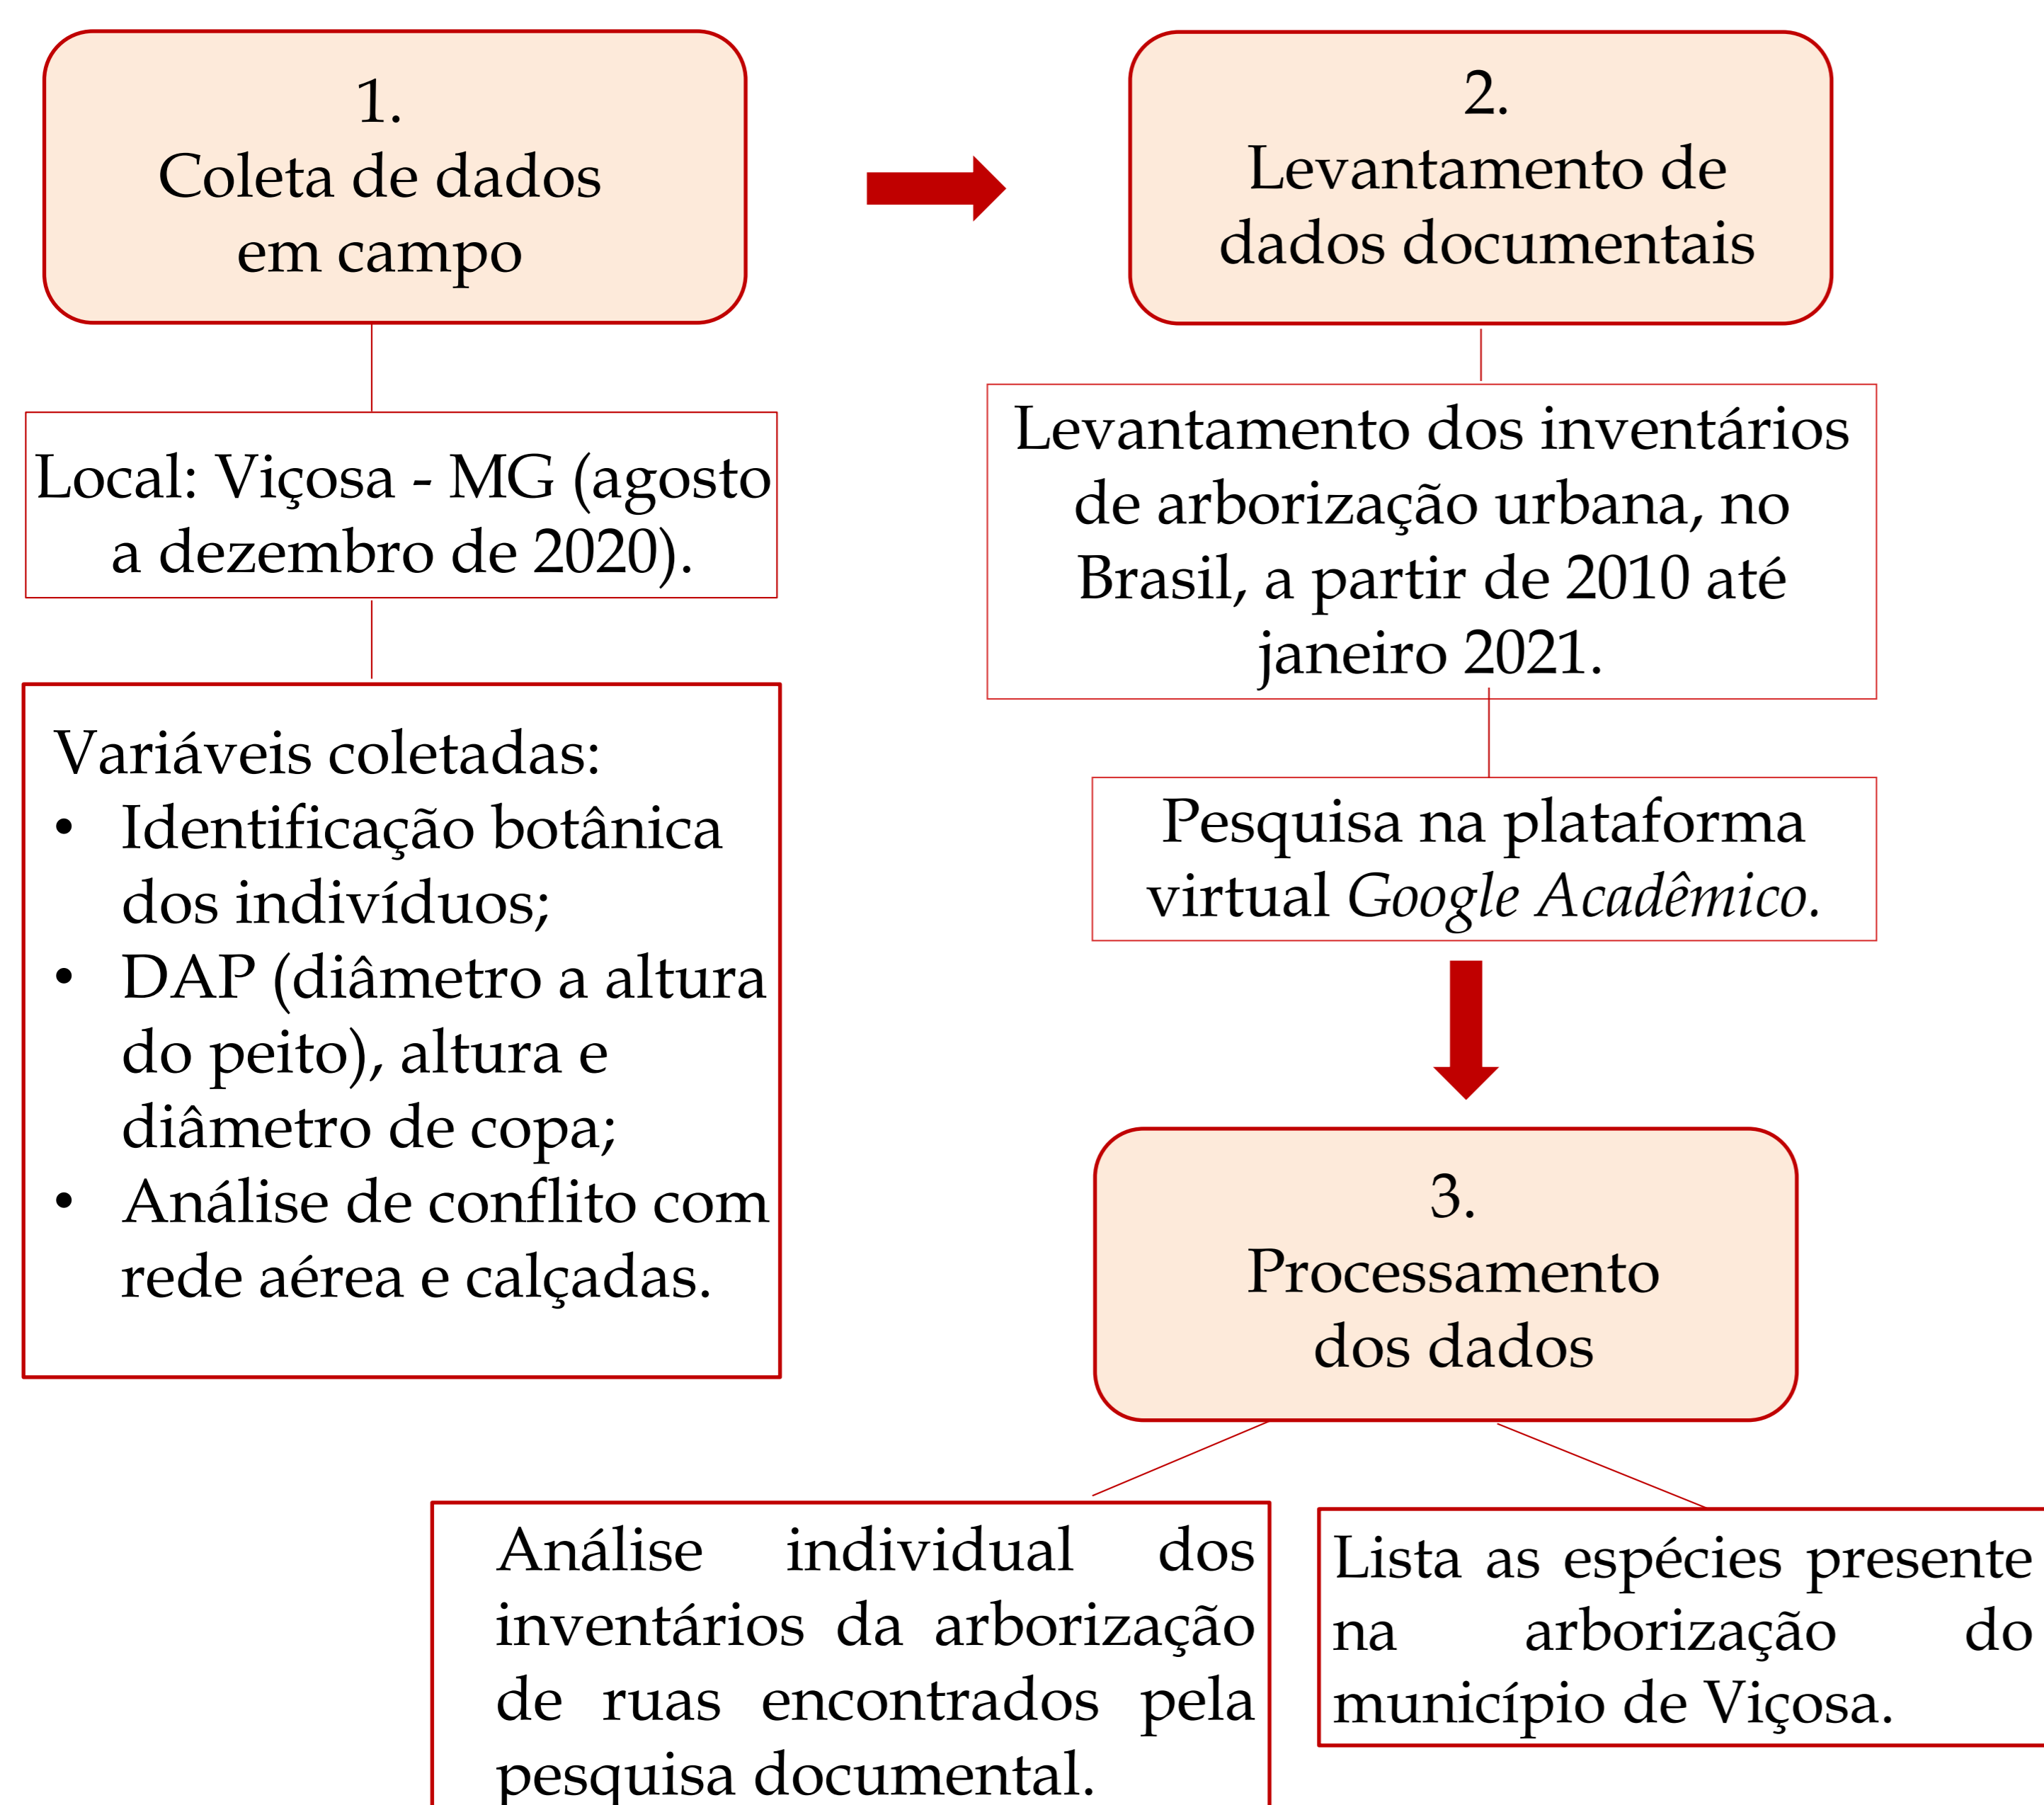 1.
Coleta de dados
em campo
Local: Viçosa - MG (agosto
a dezembro de 2020).
Variáveis coletadas:
• Identificação botânica
dos indivíduos;
• DAP (diâmetro a altura
do peito), altura e
diâmetro de copa;
• Análise de conflito com
rede aérea e calçadas.
2.
Levantamento de
dados documentais
Levantamento dos inventários
de arborização urbana, no
Brasil, a partir de 2010 até
janeiro 2021.
Pesquisa na plataforma
virtual Google Acadêmico.
3.
Processamento
dos dados
Análise individual dos
inventários da arborização
de ruas encontrados pela
pesquisa documental.
Lista as espécies presente
na arborização do
município de Viçosa.